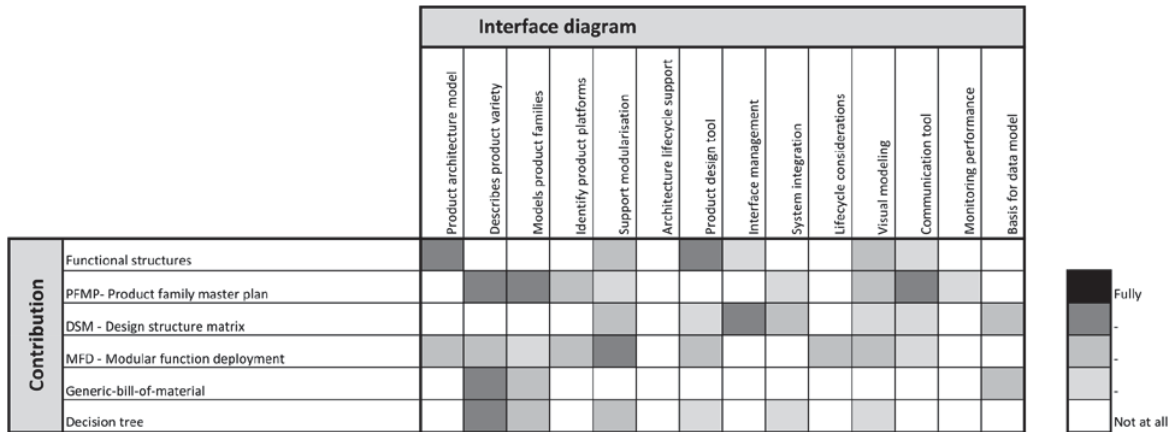 Interface diagram
Product architecture model
Describes product variety
Models product families
Identify product platforms
Support modularisation
Architecture lifecycle support
Product design tool
Interface management
System integration
Lifecycle considerations
Visual modeling
Communication tool
Monitoring performance
Basis for data model
Contribution
Functional structures
PFMP- Product family master plan
DSM - Design structure matrix
MFD - Modular function deployment
Generic-bill-of-material
Decision tree
Fully
-
-
-
Not at all